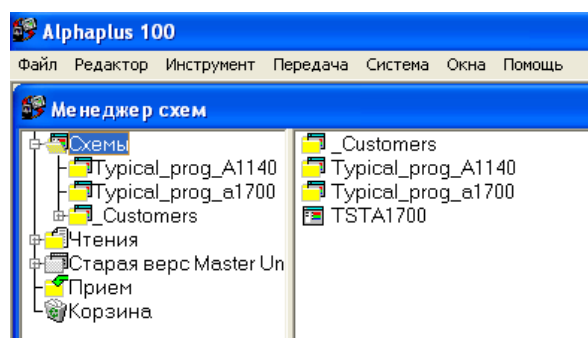 Alphaplus 100
Файл Редактор Инструмент Передача Система Окна Помощь
Менеджер схем
Схемы
Typical_prog_A1140
Typical_prog_a1700
_Customers
Чтения
Старая верс Master Un
Прием
Корзина
_Customers
Typical_prog_A1140
Typical_prog_a1700
TSTA1700